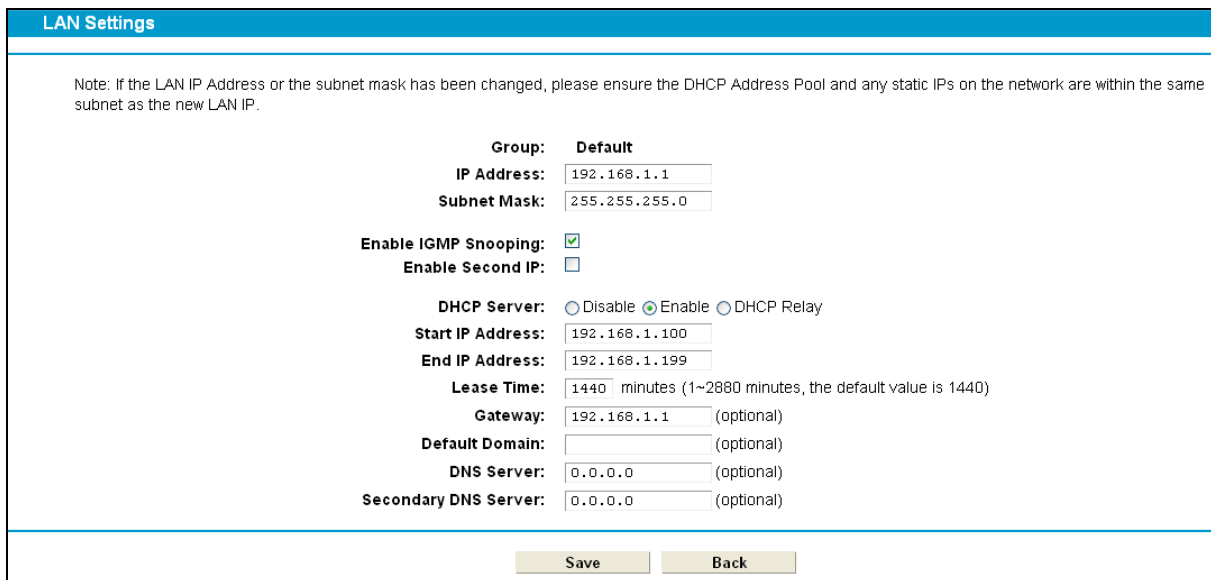 LAN Settings
Note: If the LAN IP Address or the subnet mask has been changed, please ensure the DHCP Address Pool and any static IPs on the network are within the same
subnet as the new LAN IP.
Group: Default
IP Address: 192.168.1.1
Subnet Mask: 255.255.255.0
Enable IGMP Snooping:
Enable Second IP:
DHCP Server: Disable Enable DHCP Relay
Start IP Address: 192.168.1.100
End IP Address: 192.168.1.199
Lease Time: 1440 minutes (1~2880 minutes, the default value is 1440)
Gateway: 192.168.1.1 (optional)
Default Domain: (optional)
DNS Server: 0.0.0.0 (optional)
Secondary DNS Server: 0.0.0.0 (optional)
Save Back